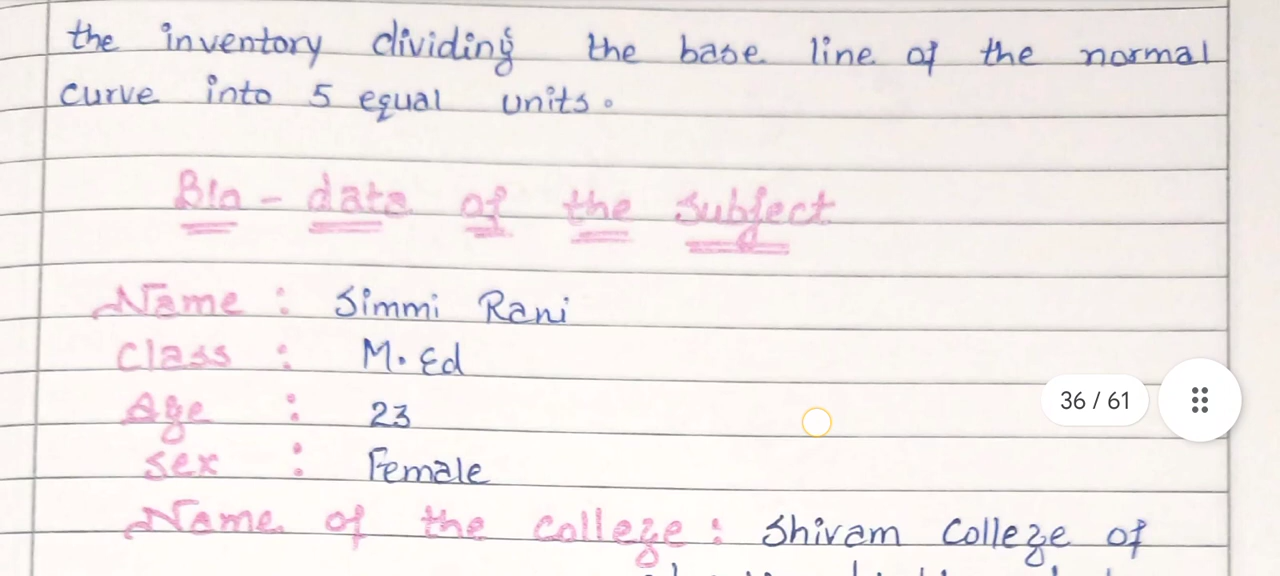 the inventory dividing the base line of the normal
curve into 5 equal units.
Bio-data of the subject
Name : Simmi Rani
Class : M.Ed
Age : 23
Sex : Female
36 / 61
Name of the college : Shivam College of